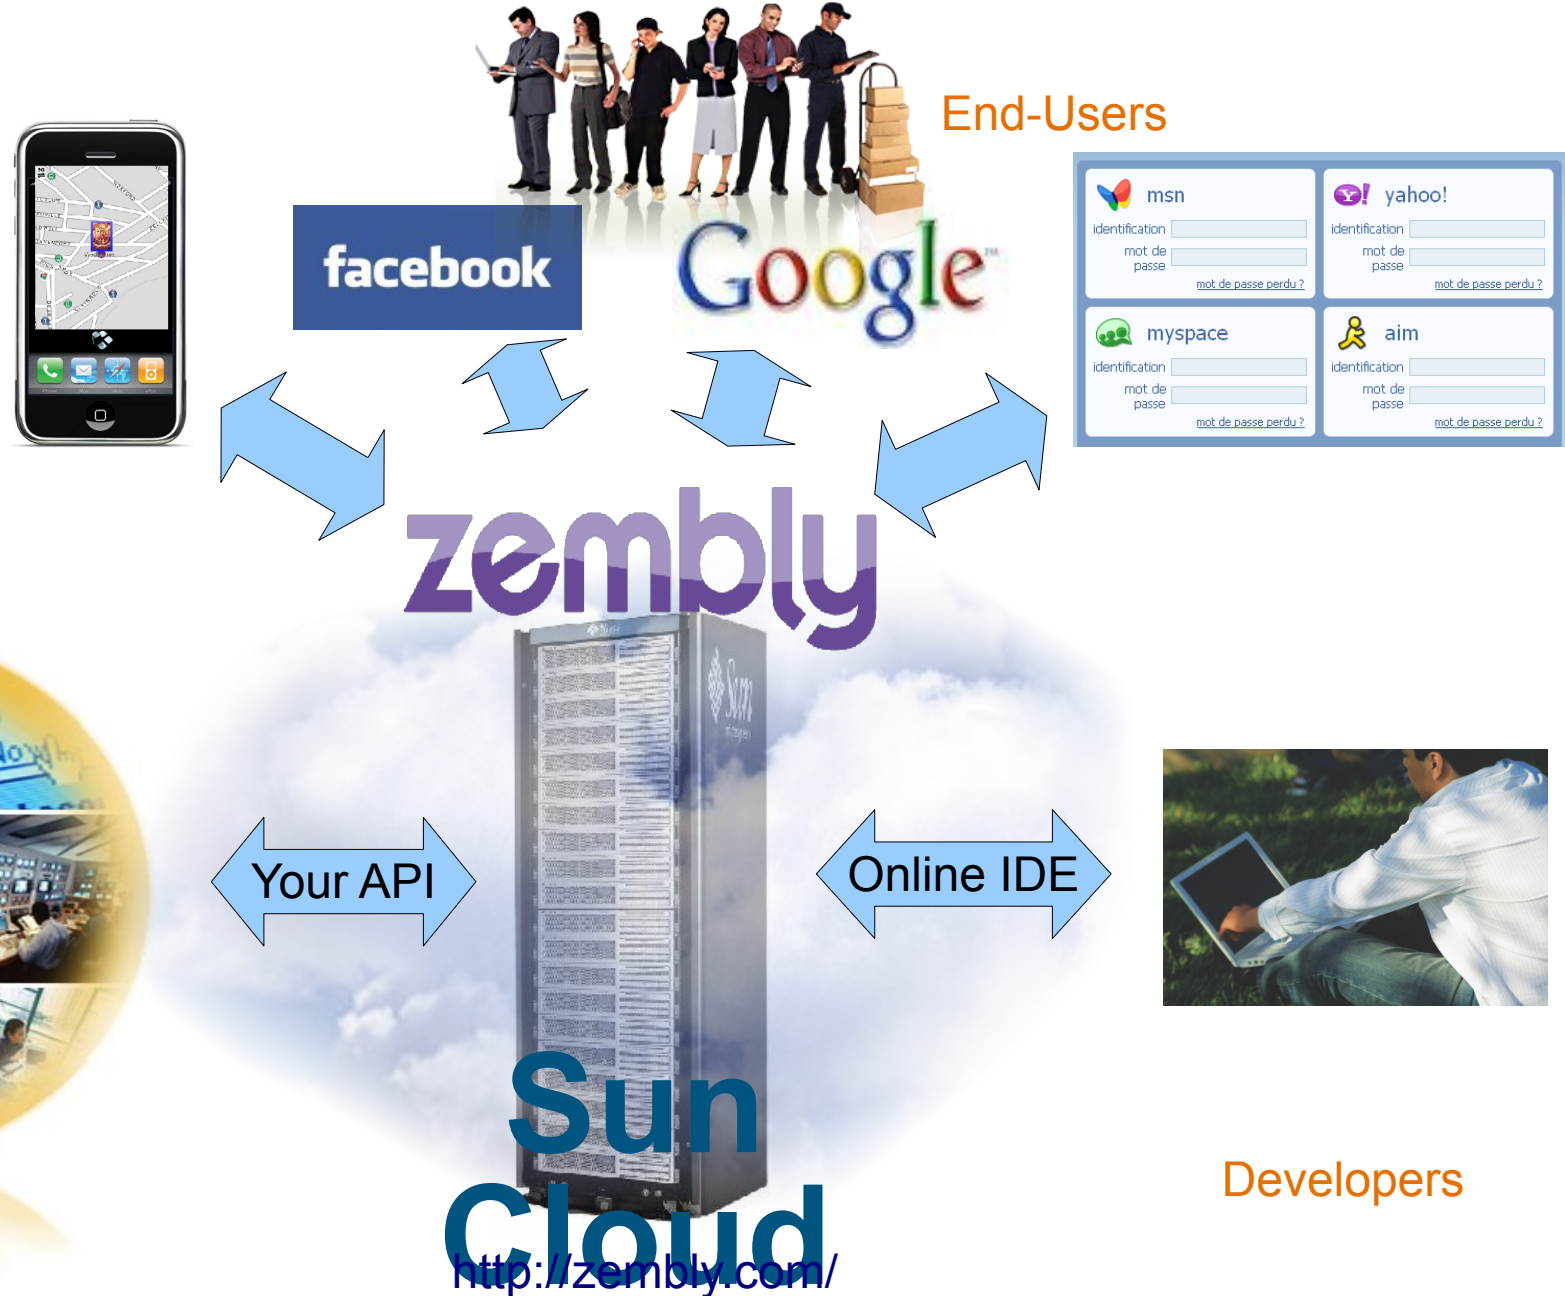 End-Users
facebook
Google
msn
identification
mot de
passe
mot de passe perdu ?
yahoo!
identification
mot de
passe
mot de passe perdu ?
myspace
identification
mot de
passe
mot de passe perdu ?
aim
identification
mot de
passe
mot de passe perdu ?
zembly
Sun
Your API
Online IDE
Sun
Cloud
http://zembly.com/
Developers